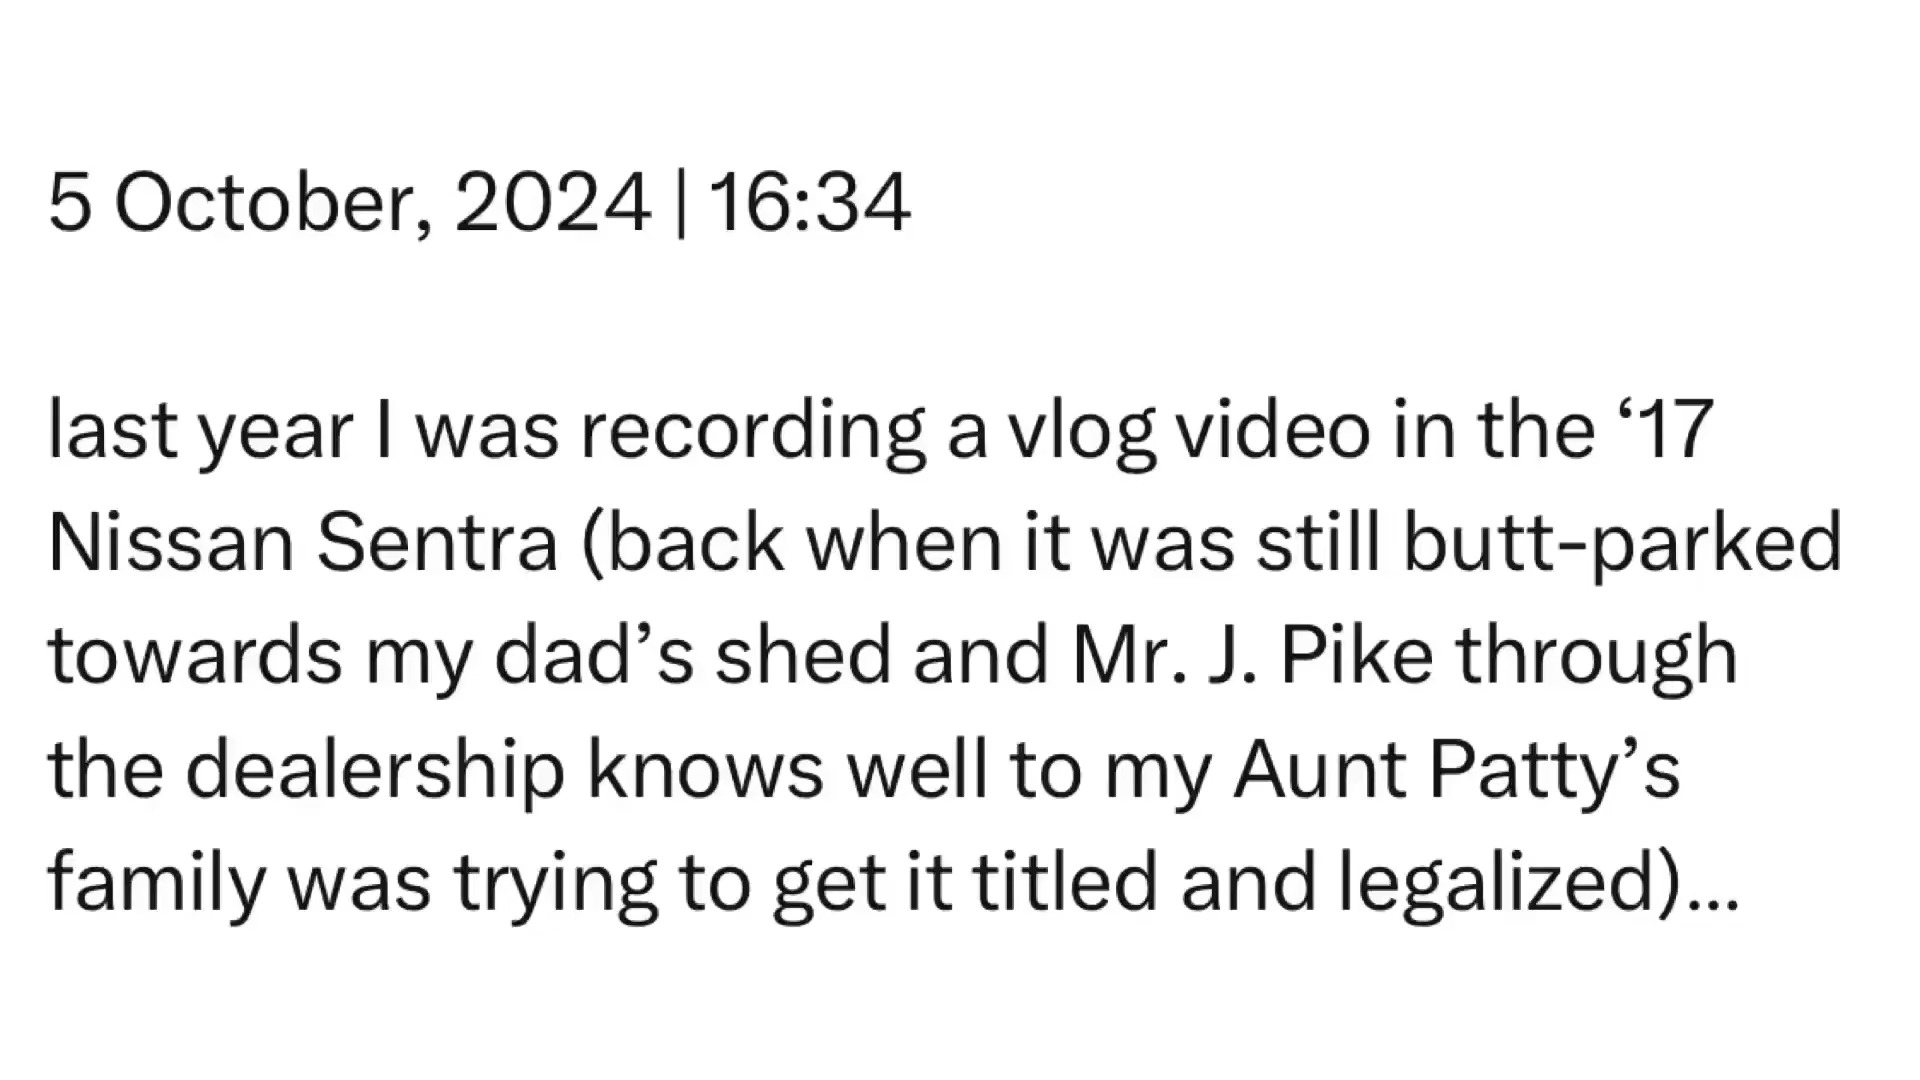 5 October, 2024 | 16:34
last year I was recording a vlog video in the ‘17
Nissan Sentra (back when it was still butt-parked
towards my dad’s shed and Mr. J. Pike through
the dealership knows well to my Aunt Patty’s
family was trying to get it titled and legalized)...